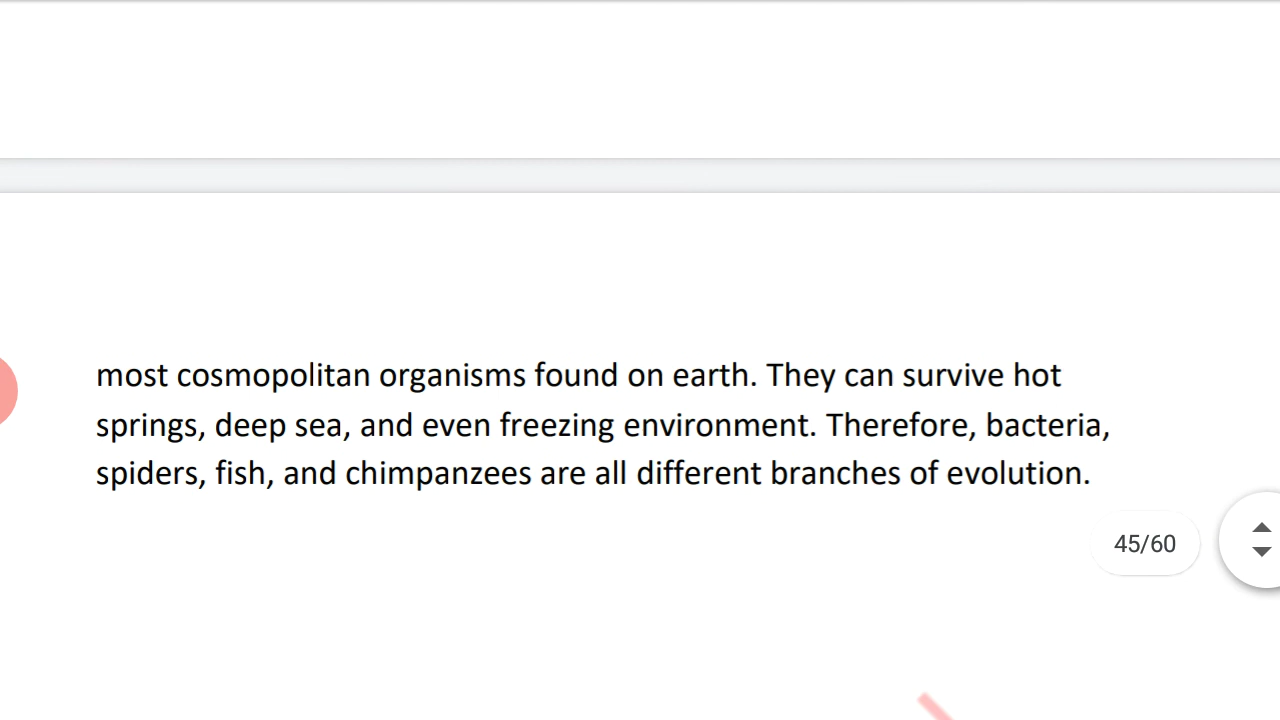 most cosmopolitan organisms found on earth. They can survive hot
springs, deep sea, and even freezing environment. Therefore, bacteria,
spiders, fish, and chimpanzees are all different branches of evolution.
45/60